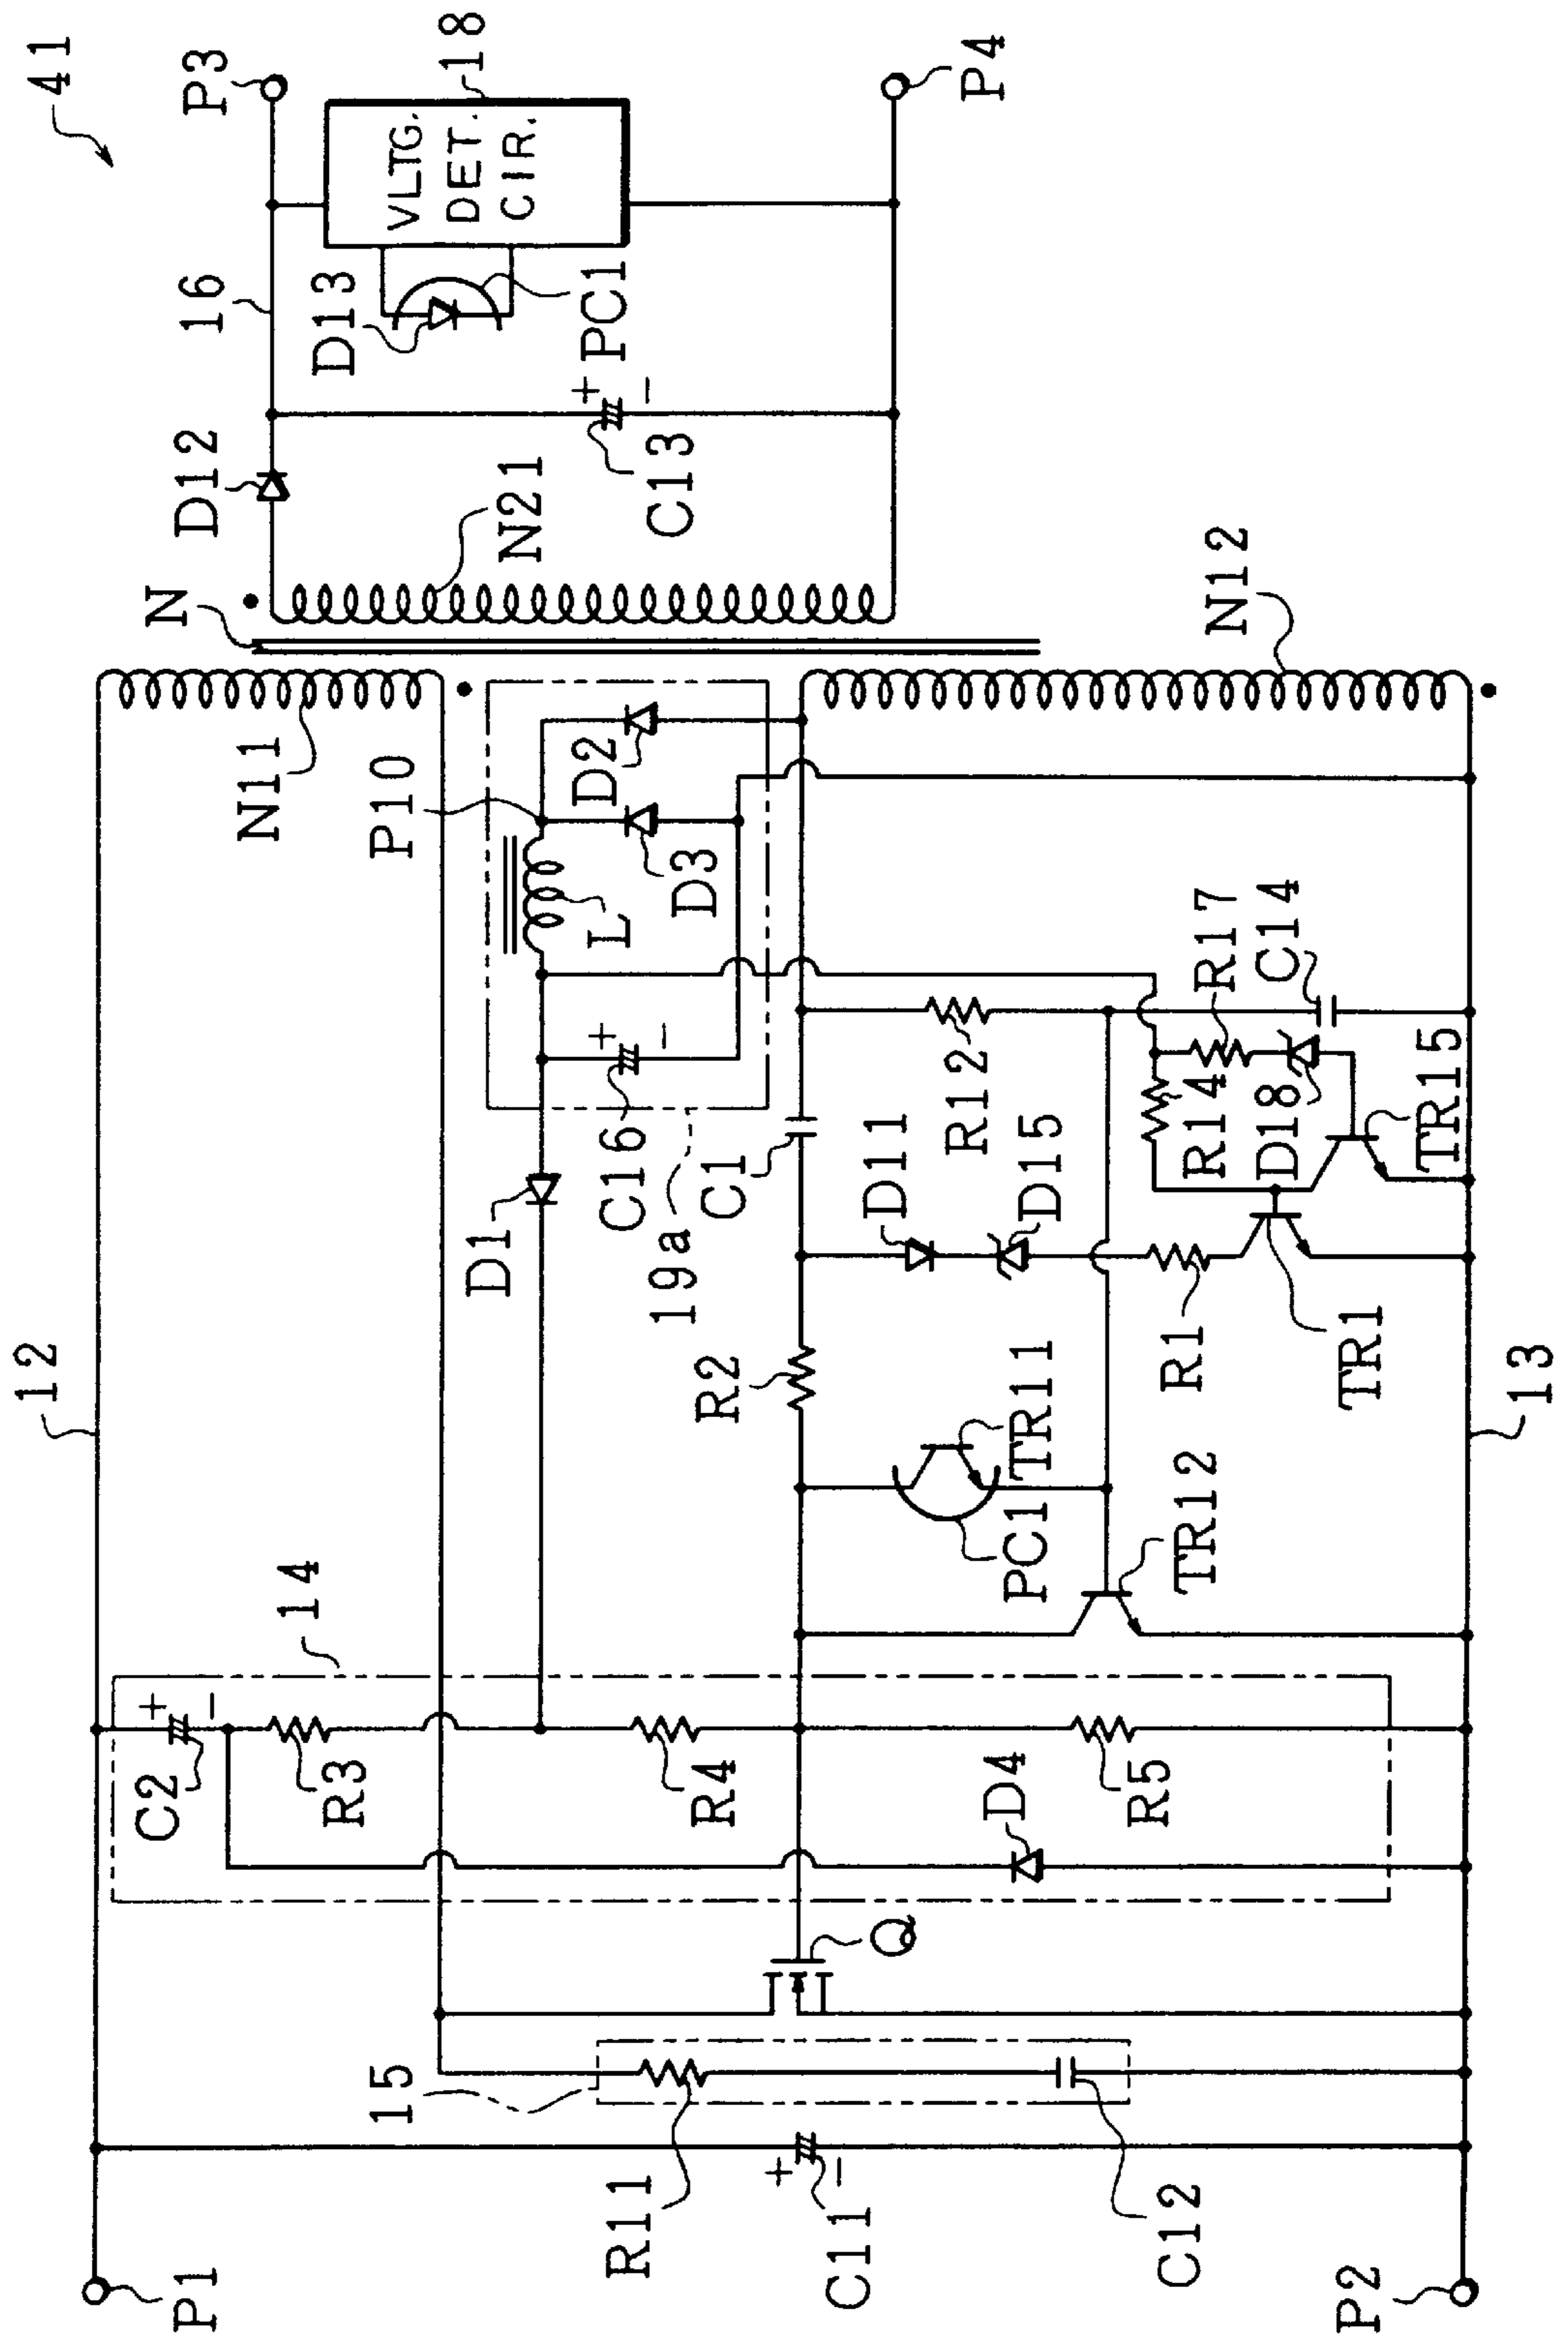 41
P3
18
VLTG.
DET.
CIR.
P4
16
D13
PC1
D12
C13
N21
N
N12
N11
P10
D2
D3
L
R17
C14
C16
19a
D1
C1
R12
D11
D15
R14
D18
TR15
12
R2
R1
TR1
13
TR11
PC1
TR12
14
C2
R3
R4
D4
R5
Q
15
R11
C11
C12
P1
P2
+
−
+
−
+
−
+
−